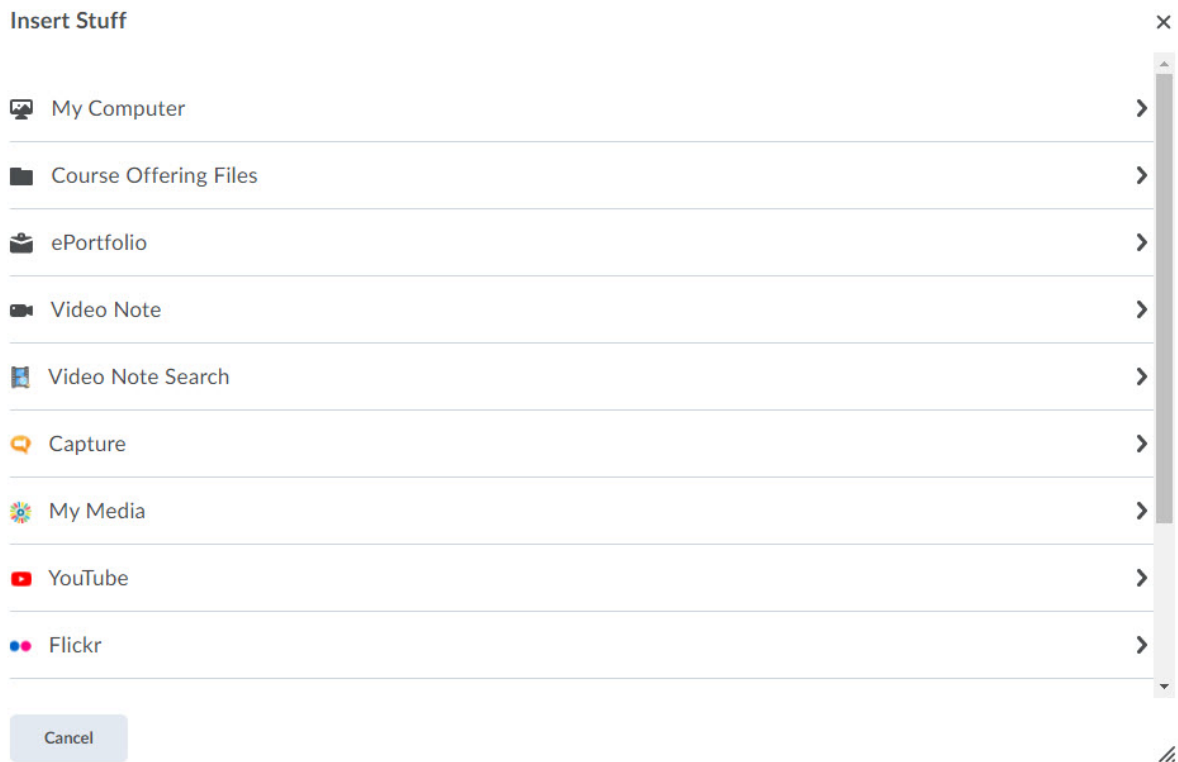 Insert Stuff
My Computer
Course Offering Files
ePortfolio
Video Note
Video Note Search
Capture
My Media
YouTube
Flickr
Cancel